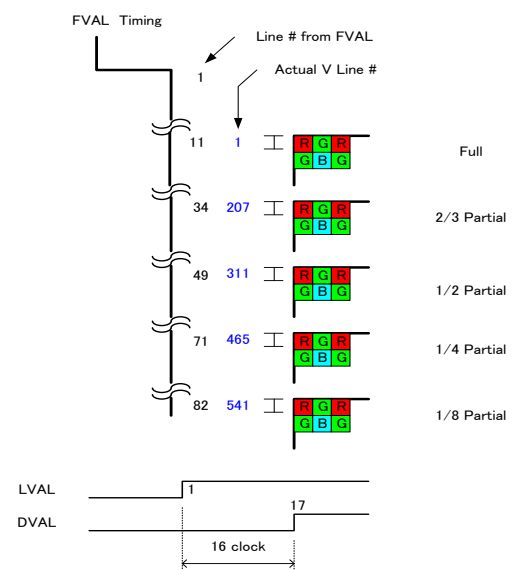 FVAL Timing
Line # from FVAL
1
Actual V Line #
11 1 R G R
G B G
Full
34 207 R G R
G B G
2/3 Partial
49 311 R G R
G B G
1/2 Partial
71 465 R G R
G B G
1/4 Partial
82 541 R G R
G B G
1/8 Partial
LVAL 1
17
DVAL
16 clock